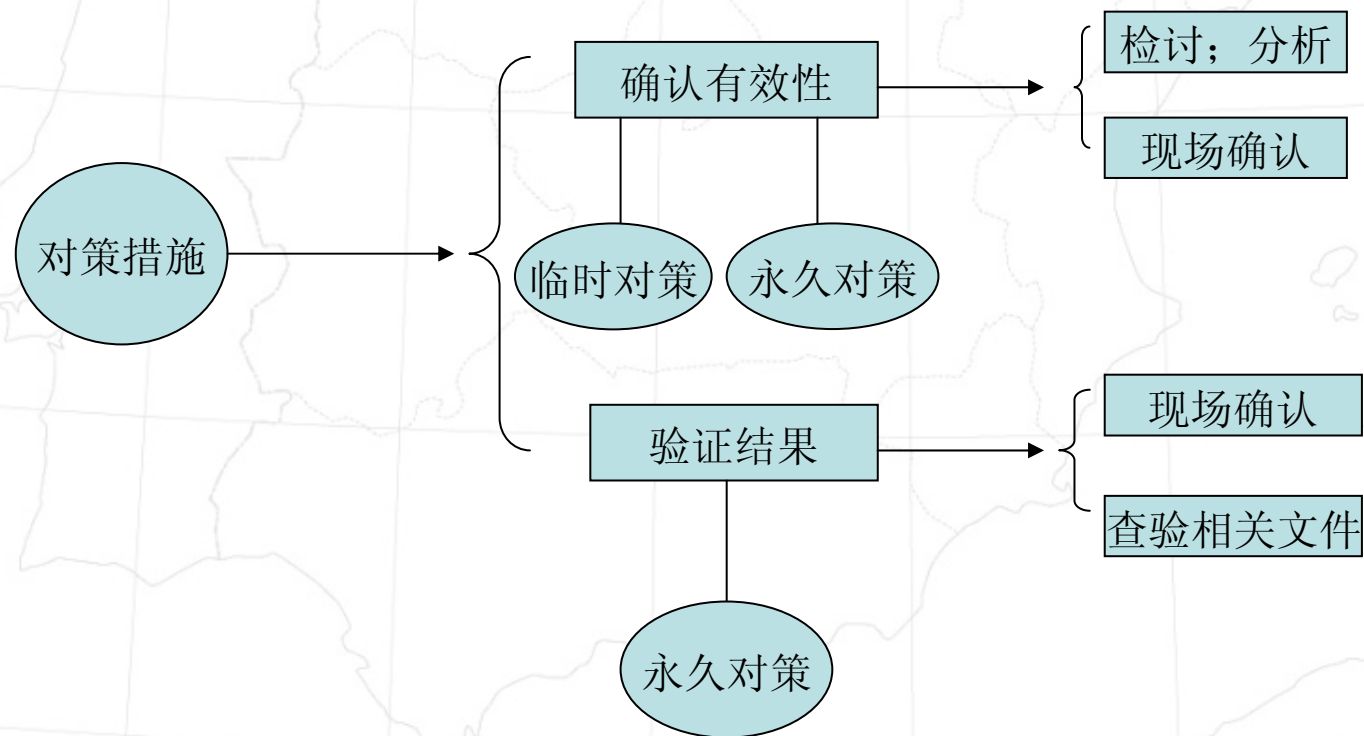 对策措施
确认有效性
临时对策
永久对策
检讨；分析
现场确认
验证结果
永久对策
现场确认
查验相关文件